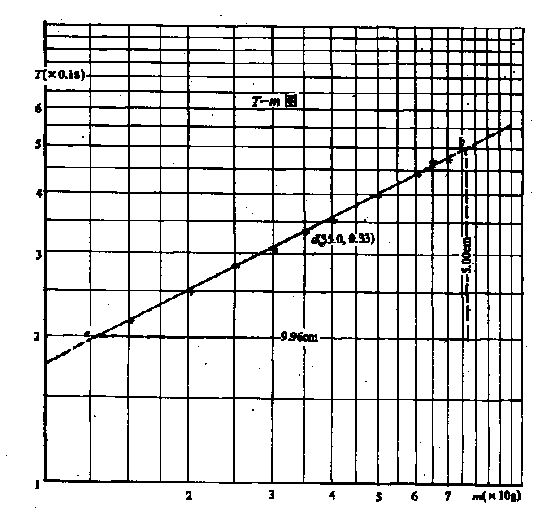 T(×0.1s)
T-m 图
6
5
4
3
2
1
(35.0, 0.33)
5.00cm
9.96cm
2 3 4 5 6 7 m(×10g)